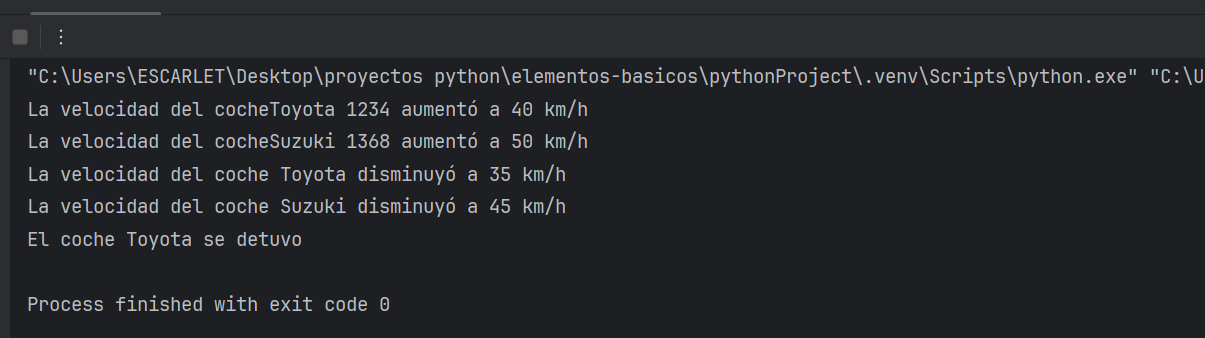 "C:\Users\ESCARLET\Desktop\proyectos python\elementos-basicos\pythonProject\.venv\Scripts\python.exe" "C:\U
La velocidad del cocheToyota 1234 aumentó a 40 km/h
La velocidad del cocheSuzuki 1368 aumentó a 50 km/h
La velocidad del coche Toyota disminuyó a 35 km/h
La velocidad del coche Suzuki disminuyó a 45 km/h
El coche Toyota se detuvo
Process finished with exit code 0